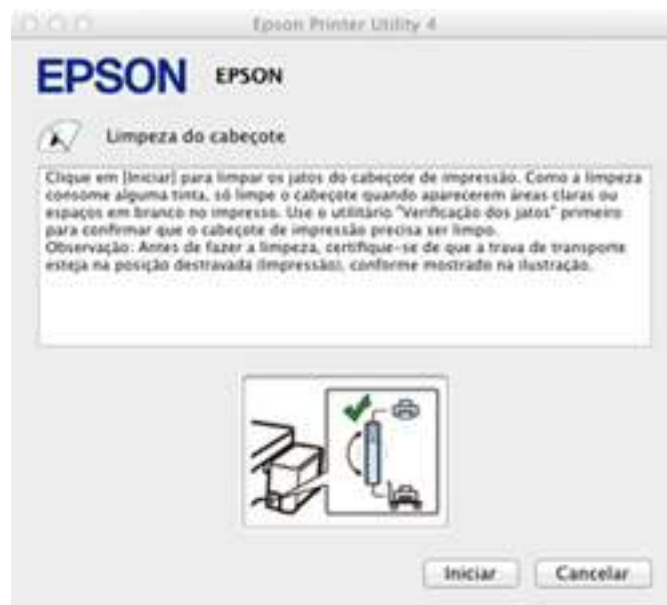 Epson Printer Utility 4
EPSON EPSON
Limpeza do cabeçote
Clique em [Iniciar] para limpar os jatos do cabeçote de impressão. Como a limpeza
consome alguma tinta, só limpe o cabeçote quando aparecerem áreas claras ou
espaços em branco no impresso. Use o utilitário "Verificação dos jatos" primeiro
para confirmar que o cabeçote de impressão precisa ser limpo.
Observação: Antes de fazer a limpeza, certifique-se de que a trava de transporte
esteja na posição destravada (impressão), conforme mostrado na ilustração.
Iniciar Cancelar